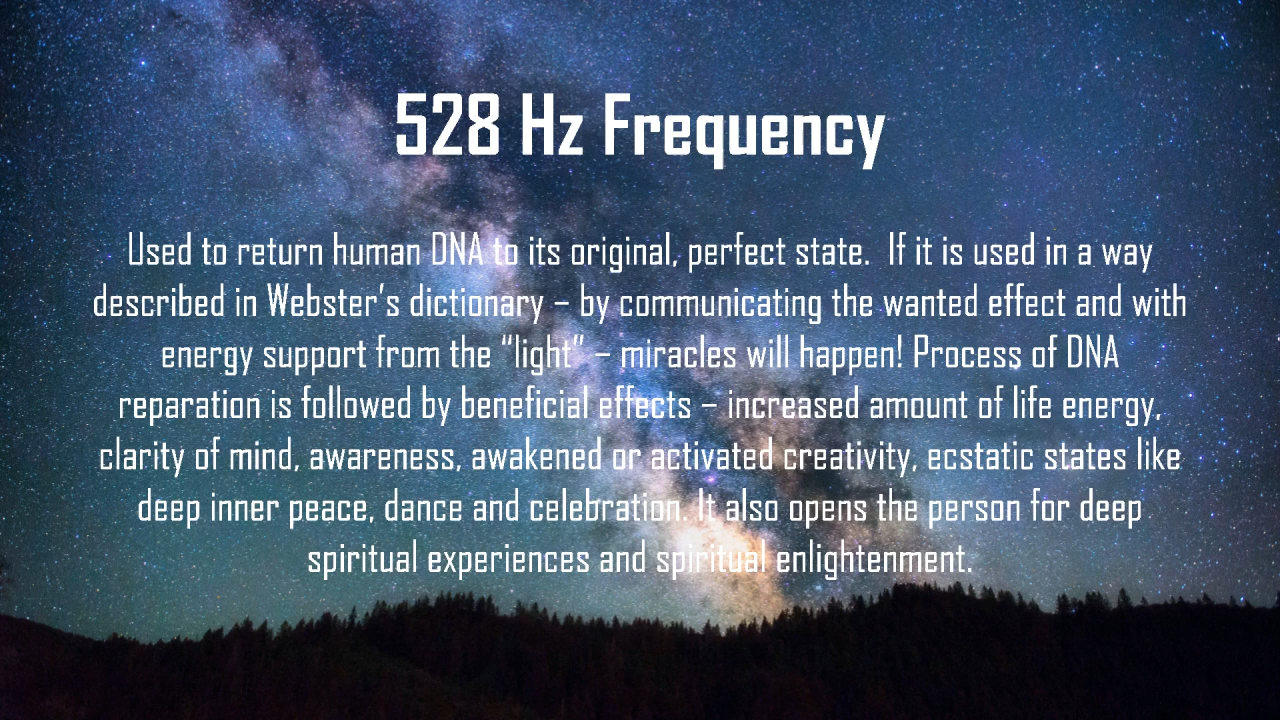 528 Hz Frequency
Used to return human DNA to its original, perfect state.  If it is used in a way
described in Webster’s dictionary – by communicating the wanted effect and with
energy support from the “light” – miracles will happen! Process of DNA
reparation is followed by beneficial effects – increased amount of life energy,
clarity of mind, awareness, awakened or activated creativity, ecstatic states like
deep inner peace, dance and celebration. It also opens the person for deep
spiritual experiences and spiritual enlightenment.